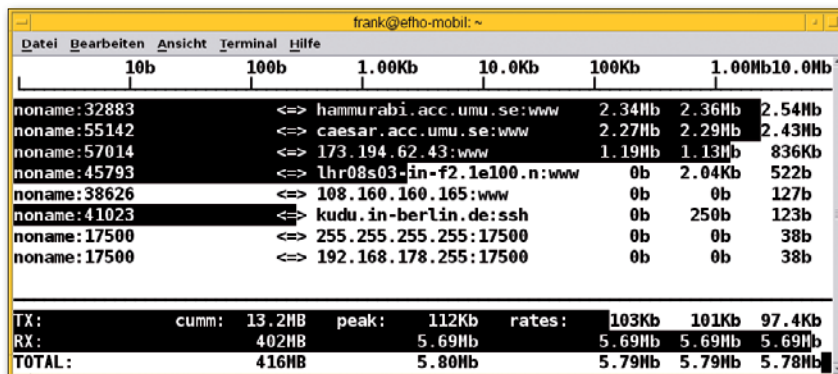 frank@efho-mobil: ~
Datei Bearbeiten Ansicht Terminal Hilfe
10b 100b 1.00Kb 10.0Kb 100Kb 1.00Mb10.0Mb
noname:32883 <=> hammurabi.acc.umu.se:www 2.34Mb 2.36Mb 2.54Mb
noname:55142 <=> caesar.acc.umu.se:www 2.27Mb 2.29Mb 2.43Mb
noname:57014 <=> 173.194.62.43:www 1.19Mb 1.13Mb 836Kb
noname:45793 <=> lhr08s03-in-f2.1e100.n:www 0b 2.04Kb 522b
noname:38626 <=> 108.160.160.165:www 0b 0b 127b
noname:41023 <=> kudu.in-berlin.de:ssh 0b 250b 123b
noname:17500 <=> 255.255.255.255:17500 0b 0b 38b
noname:17500 <=> 192.168.178.255:17500 0b 0b 38b
TX: cumm: 13.2MB peak: 112Kb rates: 103Kb 101Kb 97.4Kb
RX: 402MB 5.69Mb 5.69Mb 5.69Mb 5.69Mb
TOTAL: 416MB 5.80Mb 5.79Mb 5.79Mb 5.78Mb